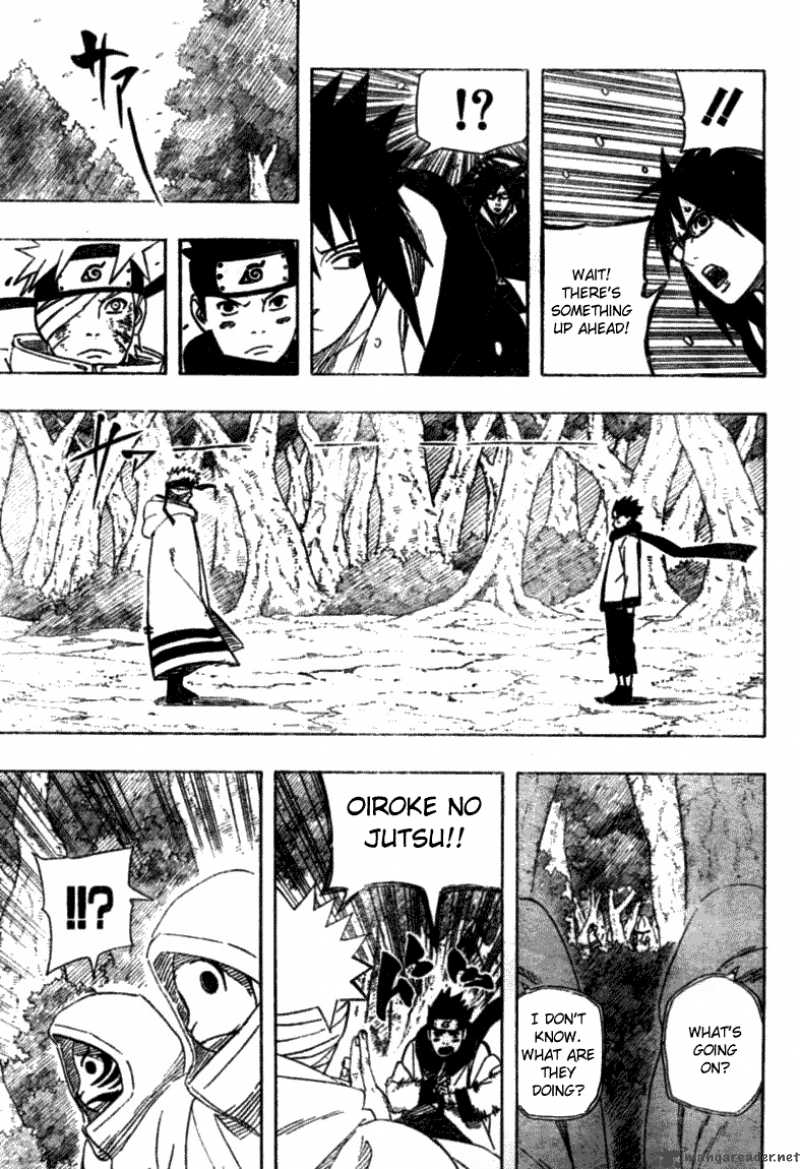 サァー
!!
WAIT!
THERE'S
SOMETHING
UP AHEAD!
!?
ザァ
WHAT'S
GOING
ON?
I DON'T
KNOW.
WHAT ARE
THEY
DOING?
OIROKE NO
JUTSU!!
!!?
mangareader.net